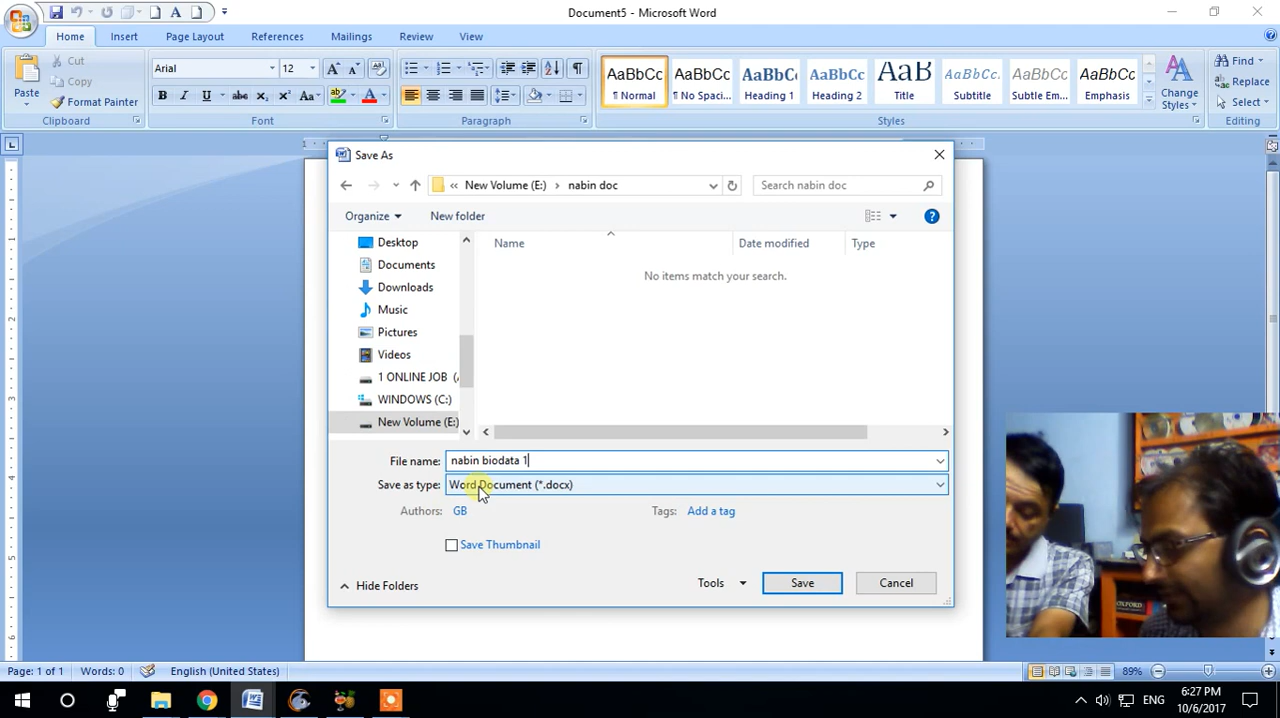 Document5 - Microsoft Word
Home Insert Page Layout References Mailings Review View
Paste
Cut
Copy
Format Painter
Clipboard
Arial 12
Font
Paragraph
AaBbCc AaBbCc AaBbCc AaBbCc AaB AaBbCc AaBbCc AaBbCc
¶ Normal ¶ No Spaci... Heading 1 Heading 2 Title Subtitle Subtle Em... Emphasis
Change
Styles
Styles
Find
Replace
Select
Editing
Save As
« New Volume (E:) › nabin doc
Search nabin doc
Organize New folder
Desktop
Documents
Downloads
Music
Pictures
Videos
1 ONLINE JOB
WINDOWS (C:)
New Volume (E:)
Name Date modified Type
No items match your search.
File name: nabin biodata 1
Save as type: Word Document (*.docx)
Authors: GB Tags: Add a tag
Save Thumbnail
Hide Folders Tools Save Cancel
OXFORD
Page: 1 of 1 Words: 0 English (United States) 89%
ENG
6:27 PM
10/6/2017